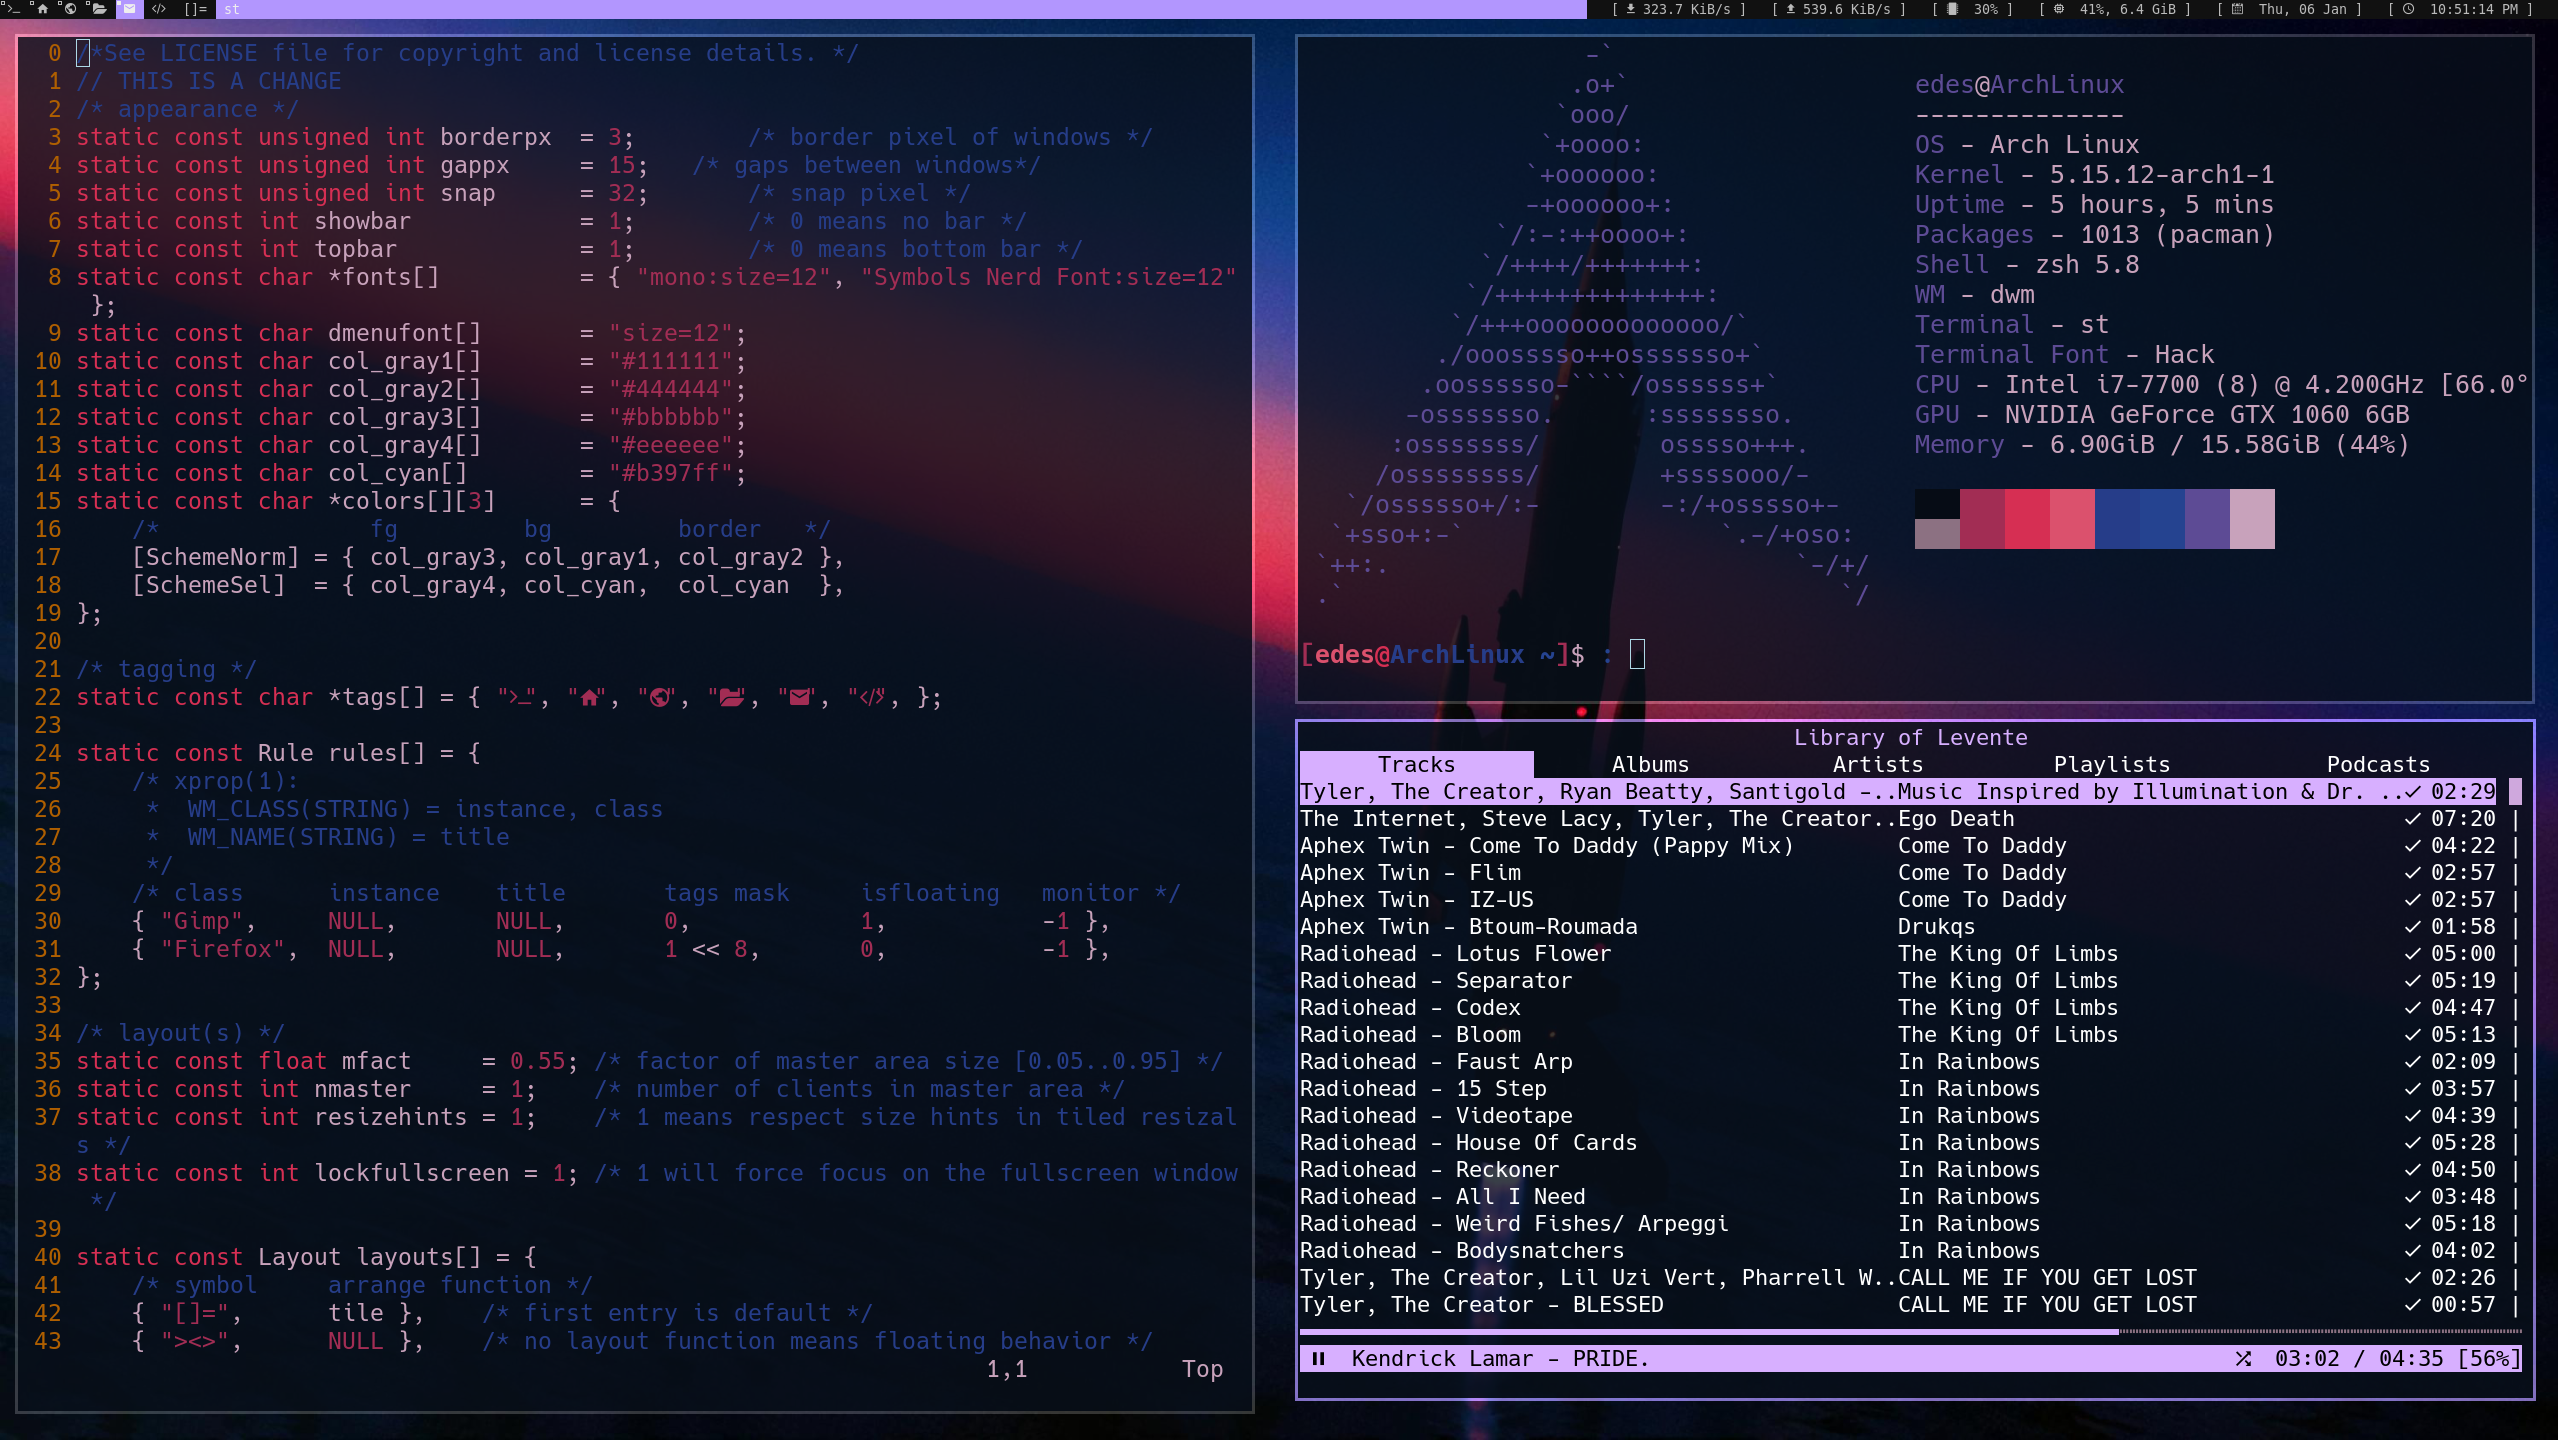 []= st [ 323.7 KiB/s ] [ 539.6 KiB/s ] [ 30% ] [ 41%, 6.4 GiB ] [ Thu, 06 Jan ] [ 10:51:14 PM ]
0 /*See LICENSE file for copyright and license details. */
1 // THIS IS A CHANGE
2 /* appearance */
3 static const unsigned int borderpx  = 3;        /* border pixel of windows */
4 static const unsigned int gappx     = 15;   /* gaps between windows*/
5 static const unsigned int snap      = 32;       /* snap pixel */
6 static const int showbar            = 1;        /* 0 means no bar */
7 static const int topbar             = 1;        /* 0 means bottom bar */
8 static const char *fonts[]          = { "mono:size=12", "Symbols Nerd Font:size=12"
 };
9 static const char dmenufont[]       = "size=12";
10 static const char col_gray1[]       = "#111111";
11 static const char col_gray2[]       = "#444444";
12 static const char col_gray3[]       = "#bbbbbb";
13 static const char col_gray4[]       = "#eeeeee";
14 static const char col_cyan[]        = "#b397ff";
15 static const char *colors[][3]      = {
16     /*               fg         bg         border   */
17     [SchemeNorm] = { col_gray3, col_gray1, col_gray2 },
18     [SchemeSel]  = { col_gray4, col_cyan,  col_cyan  },
19 };
20
21 /* tagging */
22 static const char *tags[] = { ">_", "", "", "", "", "</>", };
23
24 static const Rule rules[] = {
25     /* xprop(1):
26      *  WM_CLASS(STRING) = instance, class
27      *  WM_NAME(STRING) = title
28      */
29     /* class      instance    title       tags mask     isfloating   monitor */
30     { "Gimp",     NULL,       NULL,       0,            1,           -1 },
31     { "Firefox",  NULL,       NULL,       1 << 8,       0,           -1 },
32 };
33
34 /* layout(s) */
35 static const float mfact     = 0.55; /* factor of master area size [0.05..0.95] */
36 static const int nmaster     = 1;    /* number of clients in master area */
37 static const int resizehints = 1;    /* 1 means respect size hints in tiled resizal
s */
38 static const int lockfullscreen = 1; /* 1 will force focus on the fullscreen window
 */
39
40 static const Layout layouts[] = {
41     /* symbol     arrange function */
42     { "[]=",      tile },    /* first entry is default */
43     { "><>",      NULL },    /* no layout function means floating behavior */
1,1           Top
-`
.o+`
`ooo/
`+oooo:
`+oooooo:
-+oooooo+:
`/:-:++oooo+:
`/++++/+++++++:
`/++++++++++++++:
`/+++ooooooooooooo/`
./ooosssso++osssssso+`
.oossssso-````/ossssss+`
-osssssso.      :ssssssso.
:osssssss/        osssso+++.
/ossssssss/        +ssssooo/-
`/ossssso+/:-        -:/+osssso+-
`+sso+:-`                 `.-/+oso:
`++:.                           `-/+/
.`                                 `/
edes@ArchLinux
--------------
OS - Arch Linux
Kernel - 5.15.12-arch1-1
Uptime - 5 hours, 5 mins
Packages - 1013 (pacman)
Shell - zsh 5.8
WM - dwm
Terminal - st
Terminal Font - Hack
CPU - Intel i7-7700 (8) @ 4.200GHz [66.0°
GPU - NVIDIA GeForce GTX 1060 6GB
Memory - 6.90GiB / 15.58GiB (44%)
[edes@ArchLinux ~]$ :
Library of Levente
Tracks Albums Artists Playlists Podcasts
Tyler, The Creator, Ryan Beatty, Santigold -..Music Inspired by Illumination & Dr. ..✓ 02:29
The Internet, Steve Lacy, Tyler, The Creator..Ego Death ✓ 07:20 |
Aphex Twin - Come To Daddy (Pappy Mix) Come To Daddy ✓ 04:22 |
Aphex Twin - Flim Come To Daddy ✓ 02:57 |
Aphex Twin - IZ-US Come To Daddy ✓ 02:57 |
Aphex Twin - Btoum-Roumada Drukqs ✓ 01:58 |
Radiohead - Lotus Flower The King Of Limbs ✓ 05:00 |
Radiohead - Separator The King Of Limbs ✓ 05:19 |
Radiohead - Codex The King Of Limbs ✓ 04:47 |
Radiohead - Bloom The King Of Limbs ✓ 05:13 |
Radiohead - Faust Arp In Rainbows ✓ 02:09 |
Radiohead - 15 Step In Rainbows ✓ 03:57 |
Radiohead - Videotape In Rainbows ✓ 04:39 |
Radiohead - House Of Cards In Rainbows ✓ 05:28 |
Radiohead - Reckoner In Rainbows ✓ 04:50 |
Radiohead - All I Need In Rainbows ✓ 03:48 |
Radiohead - Weird Fishes/ Arpeggi In Rainbows ✓ 05:18 |
Radiohead - Bodysnatchers In Rainbows ✓ 04:02 |
Tyler, The Creator, Lil Uzi Vert, Pharrell W..CALL ME IF YOU GET LOST ✓ 02:26 |
Tyler, The Creator - BLESSED CALL ME IF YOU GET LOST ✓ 00:57 |
Kendrick Lamar - PRIDE. 03:02 / 04:35 [56%]